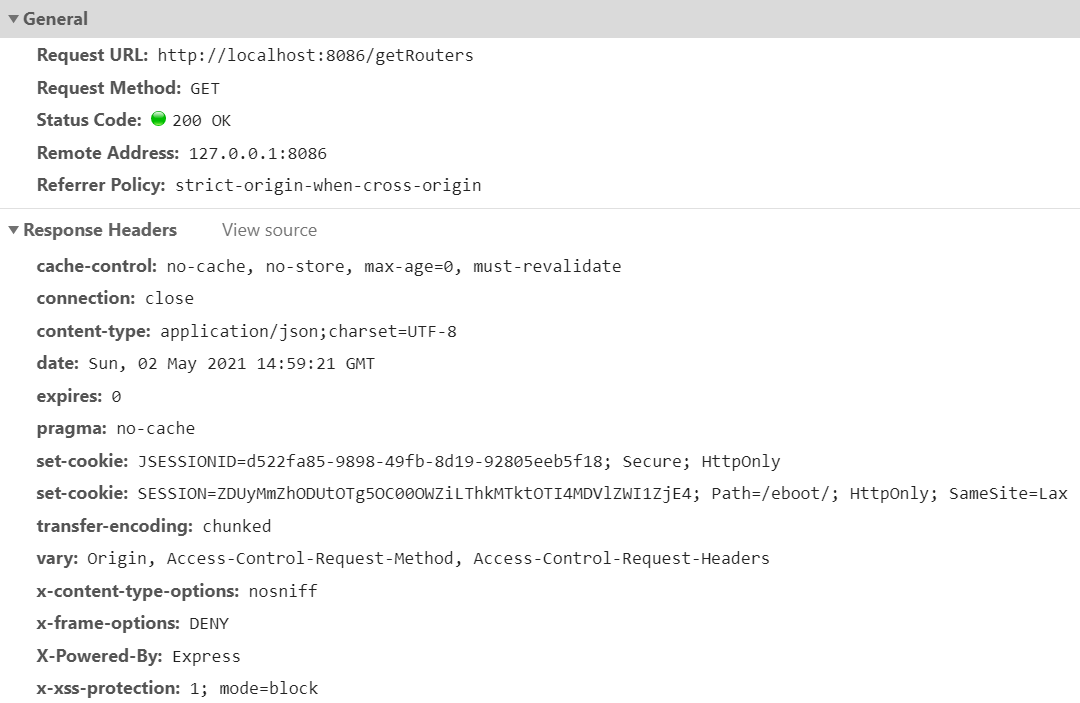 General
Request URL: http://localhost:8086/getRouters
Request Method: GET
Status Code: 200 OK
Remote Address: 127.0.0.1:8086
Referrer Policy: strict-origin-when-cross-origin
Response Headers View source
cache-control: no-cache, no-store, max-age=0, must-revalidate
connection: close
content-type: application/json;charset=UTF-8
date: Sun, 02 May 2021 14:59:21 GMT
expires: 0
pragma: no-cache
set-cookie: JSESSIONID=d522fa85-9898-49fb-8d19-92805eeb5f18; Secure; HttpOnly
set-cookie: SESSION=ZDUyMmZhODUtOTg5OC00OWZiLThkMTktOTI4MDVlZWI1ZjE4; Path=/eboot/; HttpOnly; SameSite=Lax
transfer-encoding: chunked
vary: Origin, Access-Control-Request-Method, Access-Control-Request-Headers
x-content-type-options: nosniff
x-frame-options: DENY
X-Powered-By: Express
x-xss-protection: 1; mode=block